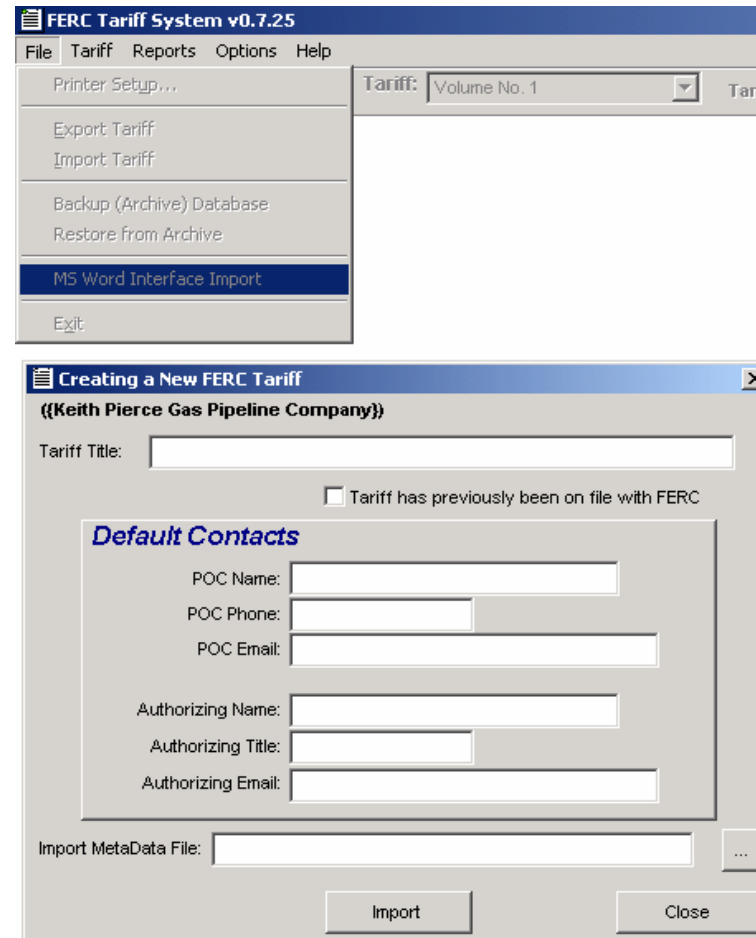 FERC Tariff System v0.7.25
File Tariff Reports Options Help
Printer Setup...
Tariff: Volume No. 1 Tar
Export Tariff
Import Tariff
Backup (Archive) Database
Restore from Archive
MS Word Interface Import
Exit
Creating a New FERC Tariff
({Keith Pierce Gas Pipeline Company})
Tariff Title:
Tariff has previously been on file with FERC
Default Contacts
POC Name:
POC Phone:
POC Email:
Authorizing Name:
Authorizing Title:
Authorizing Email:
Import MetaData File: ...
Import Close